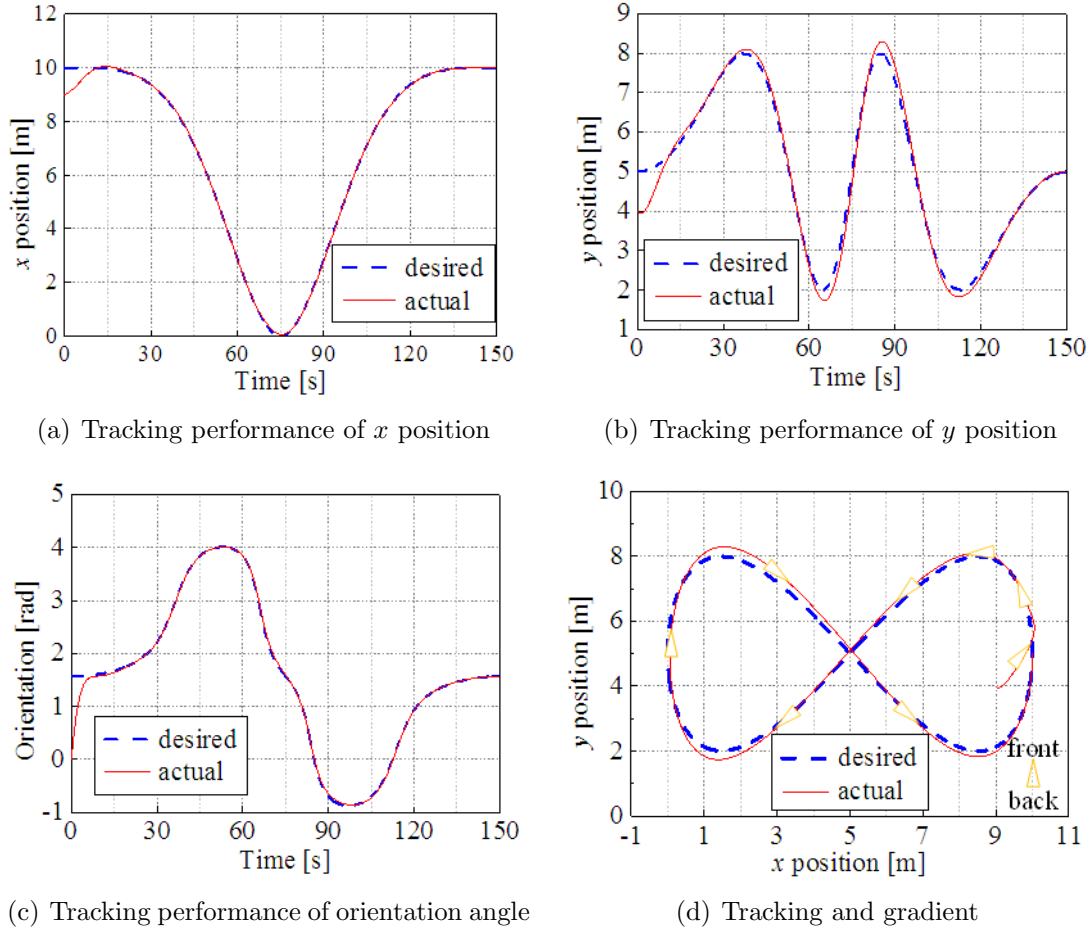 12
10
8
6
4
2
0
x position [m]
desired
actual
0 30 60 90 120 150
Time [s]
(a) Tracking performance of x position
9
8
7
6
5
4
3
2
1
y position [m]
desired
actual
0 30 60 90 120 150
Time [s]
(b) Tracking performance of y position
5
4
3
2
1
0
-1
Orientation [rad]
desired
actual
0 30 60 90 120 150
Time [s]
(c) Tracking performance of orientation angle
10
8
6
4
2
0
y position [m]
desired
actual
front
back
-1 1 3 5 7 9 11
x position [m]
(d) Tracking and gradient